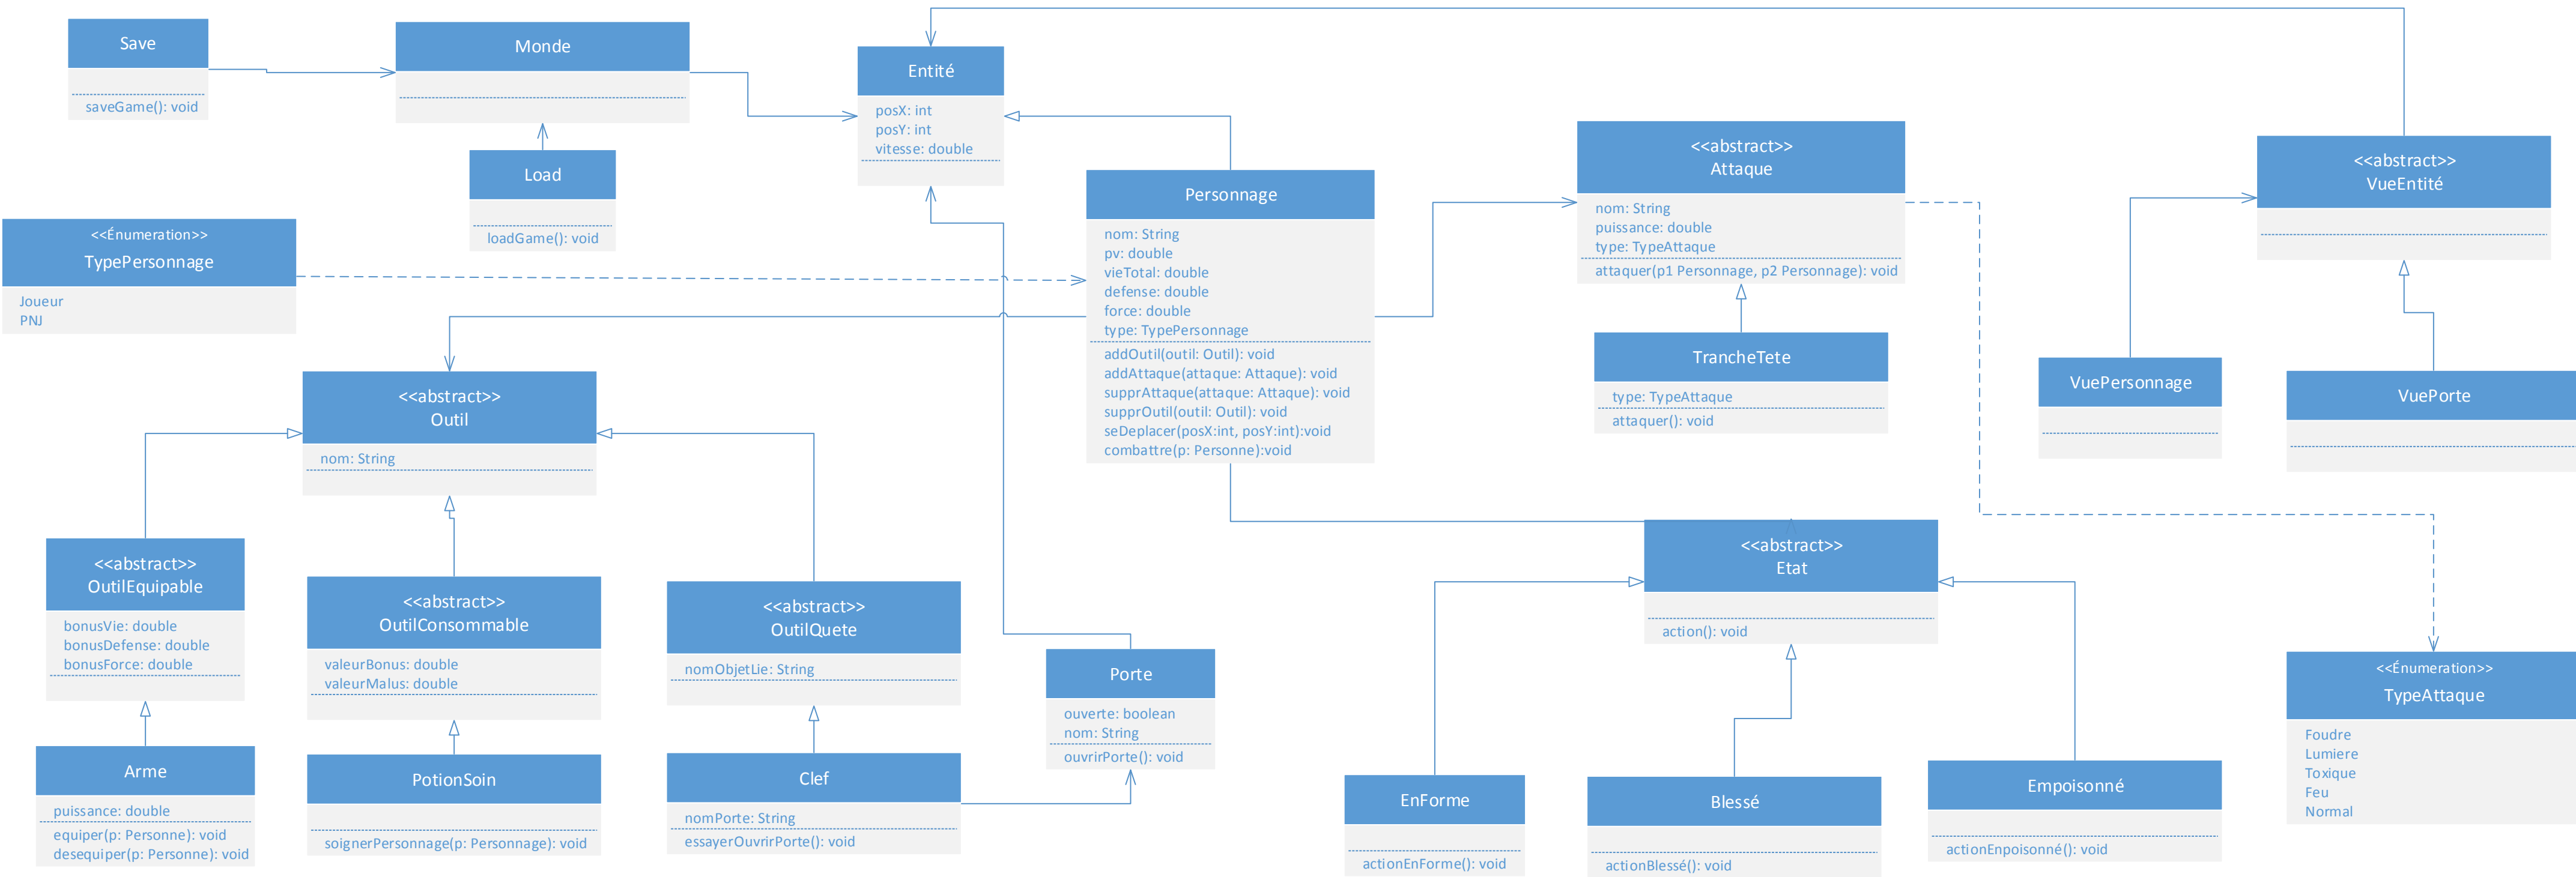 Save
saveGame(): void
Monde
Load
loadGame(): void
Entité
posX: int
posY: int
vitesse: double
<<Énumeration>>
TypePersonnage
Joueur
PNJ
Personnage
nom: String
pv: double
vieTotal: double
defense: double
force: double
type: TypePersonnage
addOutil(outil: Outil): void
addAttaque(attaque: Attaque): void
supprAttaque(attaque: Attaque): void
supprOutil(outil: Outil): void
seDeplacer(posX:int, posY:int):void
combattre(p: Personne):void
<<abstract>>
Attaque
nom: String
puissance: double
type: TypeAttaque
attaquer(p1 Personnage, p2 Personnage): void
TrancheTete
type: TypeAttaque
attaquer(): void
<<abstract>>
VueEntité
VuePersonnage
VuePorte
<<abstract>>
Outil
nom: String
<<abstract>>
OutilEquipable
bonusVie: double
bonusDefense: double
bonusForce: double
<<abstract>>
OutilConsommable
valeurBonus: double
valeurMalus: double
<<abstract>>
OutilQuete
nomObjetLie: String
Arme
puissance: double
equiper(p: Personne): void
desequiper(p: Personne): void
PotionSoin
soignerPersonnage(p: Personnage): void
Clef
nomPorte: String
essayerOuvrirPorte(): void
Porte
ouverte: boolean
nom: String
ouvrirPorte(): void
<<abstract>>
Etat
action(): void
EnForme
actionEnForme(): void
Blessé
actionBlessé(): void
Empoisonné
actionEnpoisonné(): void
<<Énumeration>>
TypeAttaque
Foudre
Lumiere
Toxique
Feu
Normal